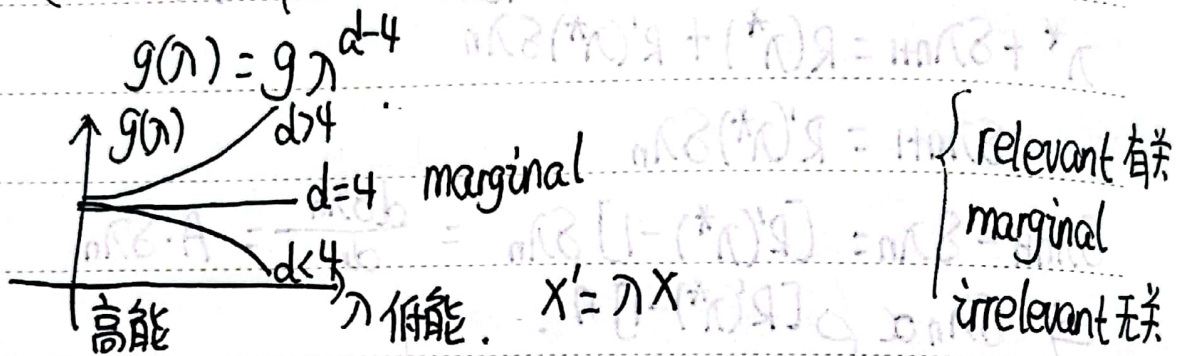 g(λ) = gλ^{d-4}
g(λ)
d>4
d=4 marginal
d<4
高能
λ 低能.
x' = λx
relevant 有关
marginal
irrelevant 无关